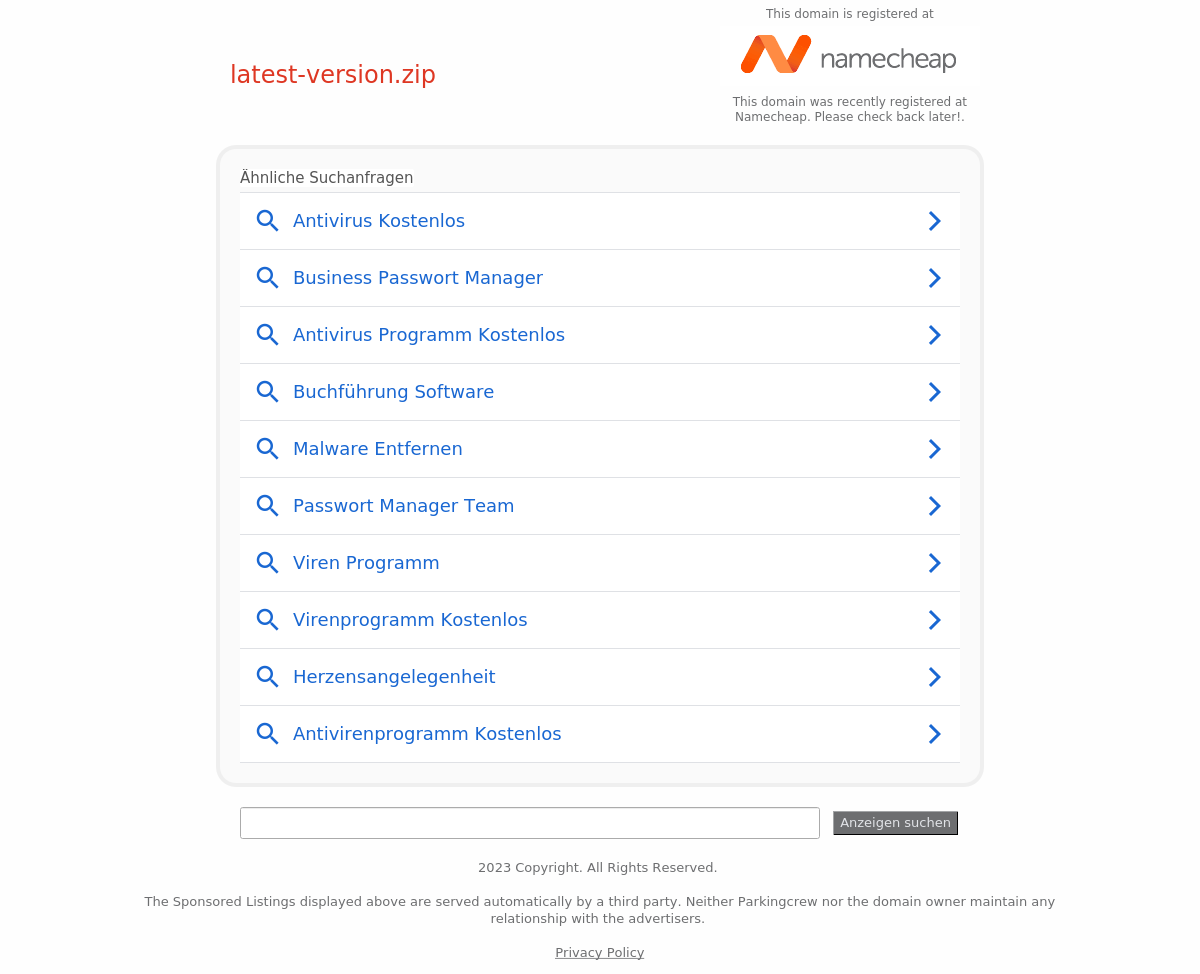 This domain is registered at
namecheap
latest-version.zip
This domain was recently registered at
Namecheap. Please check back later!.
Ähnliche Suchanfragen
Antivirus Kostenlos
Business Passwort Manager
Antivirus Programm Kostenlos
Buchführung Software
Malware Entfernen
Passwort Manager Team
Viren Programm
Virenprogramm Kostenlos
Herzensangelegenheit
Antivirenprogramm Kostenlos
Anzeigen suchen
2023 Copyright. All Rights Reserved.
The Sponsored Listings displayed above are served automatically by a third party. Neither Parkingcrew nor the domain owner maintain any
relationship with the advertisers.
Privacy Policy